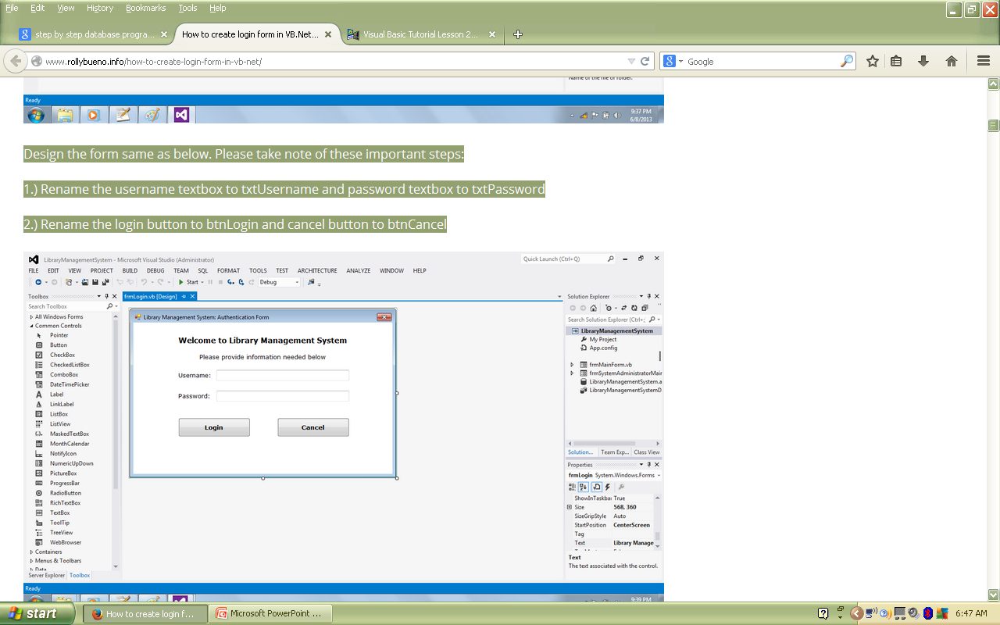 File Edit View History Bookmarks Tools Help
step by step database progra... × How to create login form in VB.Net... × Visual Basic Tutorial Lesson 2... ×
www.rollybueno.info/how-to-create-login-form-in-vb-net/ Google
Name of the file or folder.
Ready
9:37 PM
6/8/2013
Design the form same as below. Please take note of these important steps:
1.) Rename the username textbox to txtUsername and password textbox to txtPassword
2.) Rename the login button to btnLogin and cancel button to btnCancel
LibraryManagementSystem - Microsoft Visual Studio (Administrator) Quick Launch (Ctrl+Q)
FILE EDIT VIEW PROJECT BUILD DEBUG TEAM SQL FORMAT TOOLS TEST ARCHITECTURE ANALYZE WINDOW HELP
Start Debug
Toolbox
Search Toolbox
All Windows Forms
Common Controls
Pointer
Button
CheckBox
CheckedListBox
ComboBox
DateTimePicker
Label
LinkLabel
ListBox
ListView
MaskedTextBox
MonthCalendar
NotifyIcon
NumericUpDown
PictureBox
ProgressBar
RadioButton
RichTextBox
TextBox
ToolTip
TreeView
WebBrowser
Containers
Menus & Toolbars
Data
Server Explorer Toolbox
frmLogin.vb [Design]
Library Management System: Authentication Form
Welcome to Library Management System
Please provide information needed below
Username:
Password:
Login Cancel
Solution Explorer
Search Solution Explorer (Ctrl+;
LibraryManagementSystem
My Project
App.config
frmMainForm.vb
frmSystemAdministratorMain
LibraryManagementSystem.a
LibraryManagementSystemD
Solution... Team Exp... Class View
Properties
frmLogin System.Windows.Forms
ShowInTaskbar True
Size 568, 360
SizeGripStyle Auto
StartPosition CenterScreen
Tag
Text Library Manage
Text
The text associated with the control.
Ready
9:39 PM
start How to create login f... Microsoft PowerPoint ... 6:47 AM